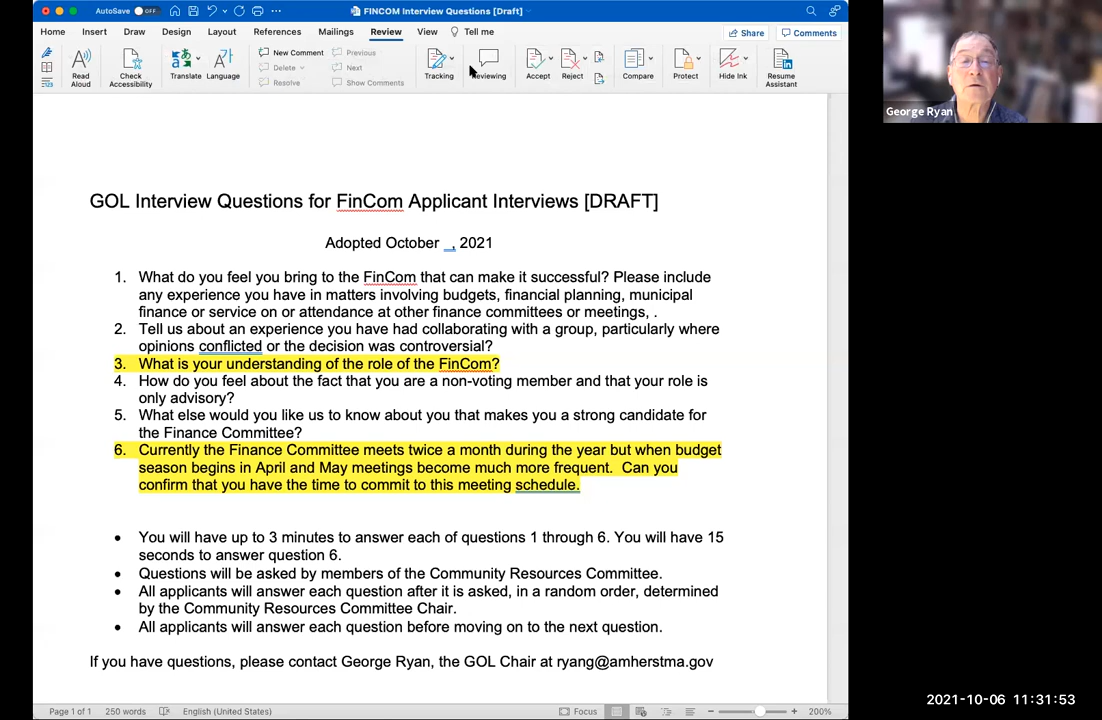 AutoSave OFF FINCOM Interview Questions [Draft]
Home Insert Draw Design Layout References Mailings Review View Tell me Share Comments
Read Aloud
Check Accessibility
Translate
Language
New Comment
Delete
Resolve
Previous
Next
Show Comments
Tracking
Accept
Reject
Compare
Protect
Hide Ink
Resume Assistant
George Ryan
GOL Interview Questions for FinCom Applicant Interviews [DRAFT]
Adopted October _, 2021
1. What do you feel you bring to the FinCom that can make it successful? Please include
any experience you have in matters involving budgets, financial planning, municipal
finance or service on or attendance at other finance committees or meetings, .
2. Tell us about an experience you have had collaborating with a group, particularly where
opinions conflicted or the decision was controversial?
3. What is your understanding of the role of the FinCom?
4. How do you feel about the fact that you are a non-voting member and that your role is
only advisory?
5. What else would you like us to know about you that makes you a strong candidate for
the Finance Committee?
6. Currently the Finance Committee meets twice a month during the year but when budget
season begins in April and May meetings become much more frequent. Can you
confirm that you have the time to commit to this meeting schedule.
• You will have up to 3 minutes to answer each of questions 1 through 6. You will have 15
seconds to answer question 6.
• Questions will be asked by members of the Community Resources Committee.
• All applicants will answer each question after it is asked, in a random order, determined
by the Community Resources Committee Chair.
• All applicants will answer each question before moving on to the next question.
If you have questions, please contact George Ryan, the GOL Chair at ryang@amherstma.gov
2021-10-06 11:31:53
Page 1 of 1 250 words English (United States) Focus 200%